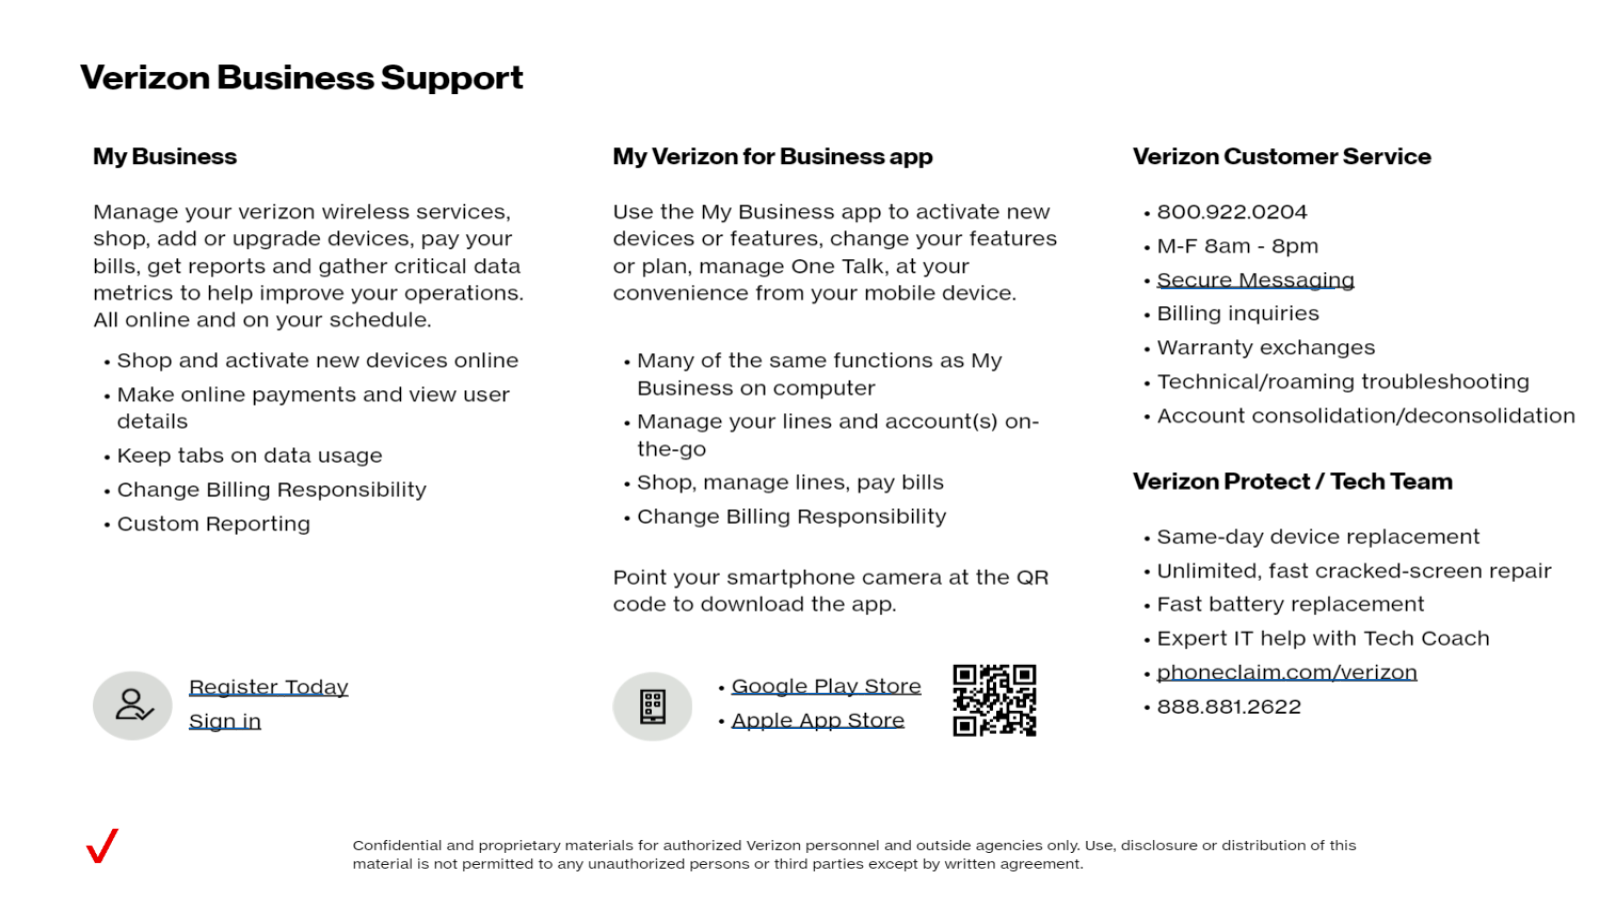 Verizon Business Support
My Business
Manage your verizon wireless services,
shop, add or upgrade devices, pay your
bills, get reports and gather critical data
metrics to help improve your operations.
All online and on your schedule.
• Shop and activate new devices online
• Make online payments and view user
details
• Keep tabs on data usage
• Change Billing Responsibility
• Custom Reporting
Register Today
Sign in
My Verizon for Business app
Use the My Business app to activate new
devices or features, change your features
or plan, manage One Talk, at your
convenience from your mobile device.
• Many of the same functions as My
Business on computer
• Manage your lines and account(s) on-
the-go
• Shop, manage lines, pay bills
• Change Billing Responsibility
Point your smartphone camera at the QR
code to download the app.
• Google Play Store
• Apple App Store
Verizon Customer Service
• 800.922.0204
• M-F 8am - 8pm
• Secure Messaging
• Billing inquiries
• Warranty exchanges
• Technical/roaming troubleshooting
• Account consolidation/deconsolidation
Verizon Protect / Tech Team
• Same-day device replacement
• Unlimited, fast cracked-screen repair
• Fast battery replacement
• Expert IT help with Tech Coach
• phoneclaim.com/verizon
• 888.881.2622
Confidential and proprietary materials for authorized Verizon personnel and outside agencies only. Use, disclosure or distribution of this
material is not permitted to any unauthorized persons or third parties except by written agreement.